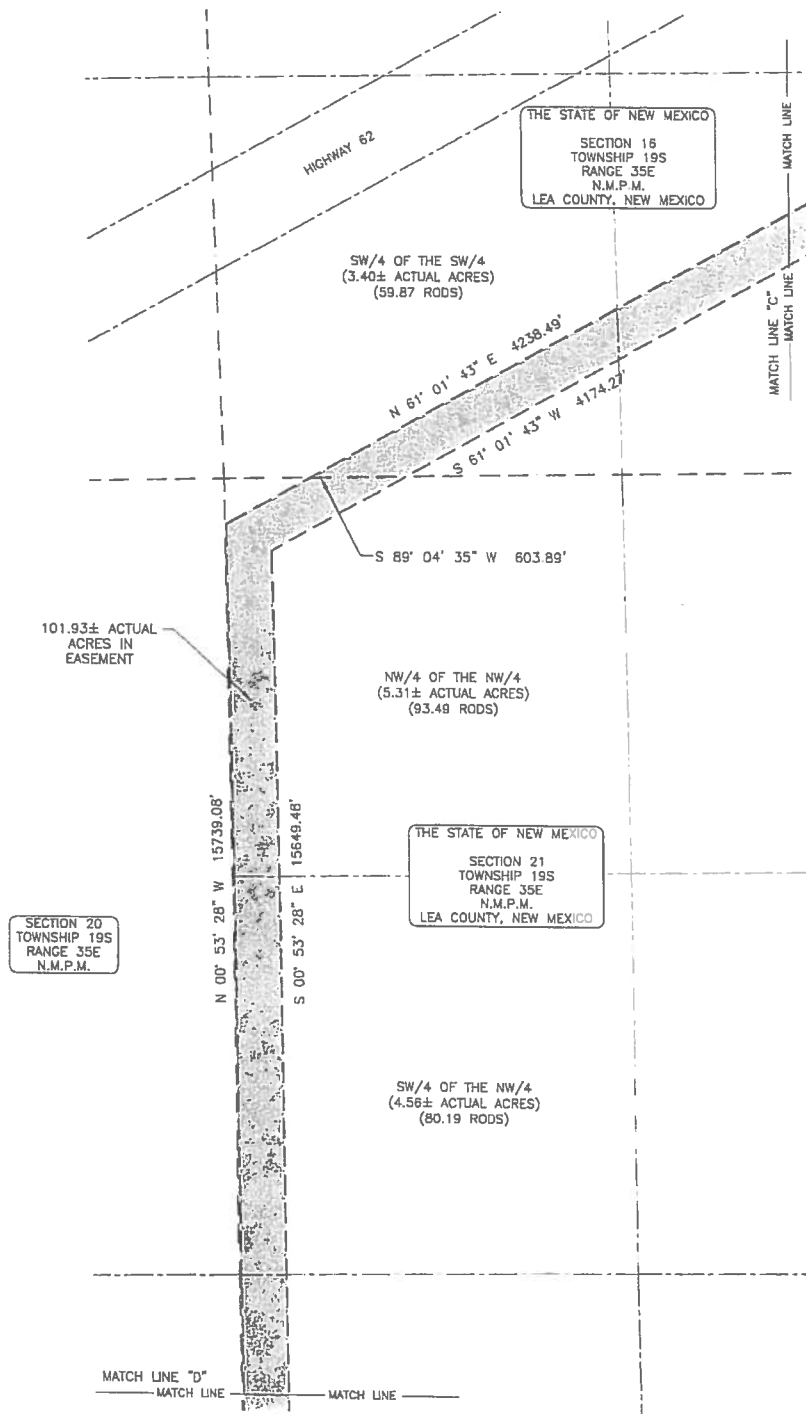 HIGHWAY 62
THE STATE OF NEW MEXICO
SECTION 16
TOWNSHIP 19S
RANGE 35E
N.M.P.M.
LEA COUNTY, NEW MEXICO
MATCH LINE
MATCH LINE "C"
MATCH LINE
SW/4 OF THE SW/4
(3.40± ACTUAL ACRES)
(59.87 RODS)
N 61' 01' 43" E 4238.49'
S 61' 01' 43" W 4174.27'
S 89' 04' 35" W 603.89'
101.93± ACTUAL
ACRES IN
EASEMENT
NW/4 OF THE NW/4
(5.31± ACTUAL ACRES)
(93.49 RODS)
N 00' 53' 28" W 15739.08'
S 00' 53' 28" E 15649.48'
THE STATE OF NEW MEXICO
SECTION 21
TOWNSHIP 19S
RANGE 35E
N.M.P.M.
LEA COUNTY, NEW MEXICO
SECTION 20
TOWNSHIP 19S
RANGE 35E
N.M.P.M.
SW/4 OF THE NW/4
(4.56± ACTUAL ACRES)
(80.19 RODS)
MATCH LINE "D"
MATCH LINE
MATCH LINE